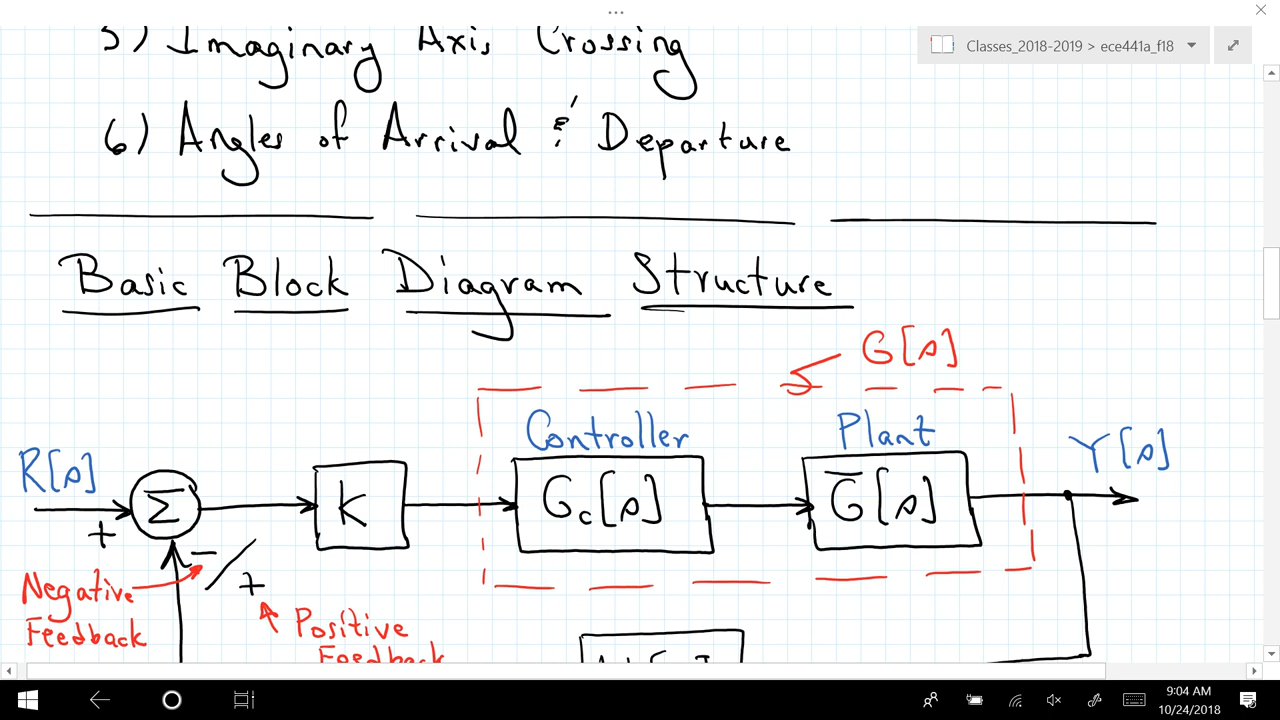 Classes_2018-2019 > ece441a_f18
5) Imaginary Axis Crossing
6) Angles of Arrival & Departure
Basic Block Diagram Structure
G[s]
Controller
Plant
R[s]
Y[s]
Σ
K
Gc[s]
G̅[s]
+
−/+
Negative
Feedback
Positive
Feedback
9:04 AM
10/24/2018